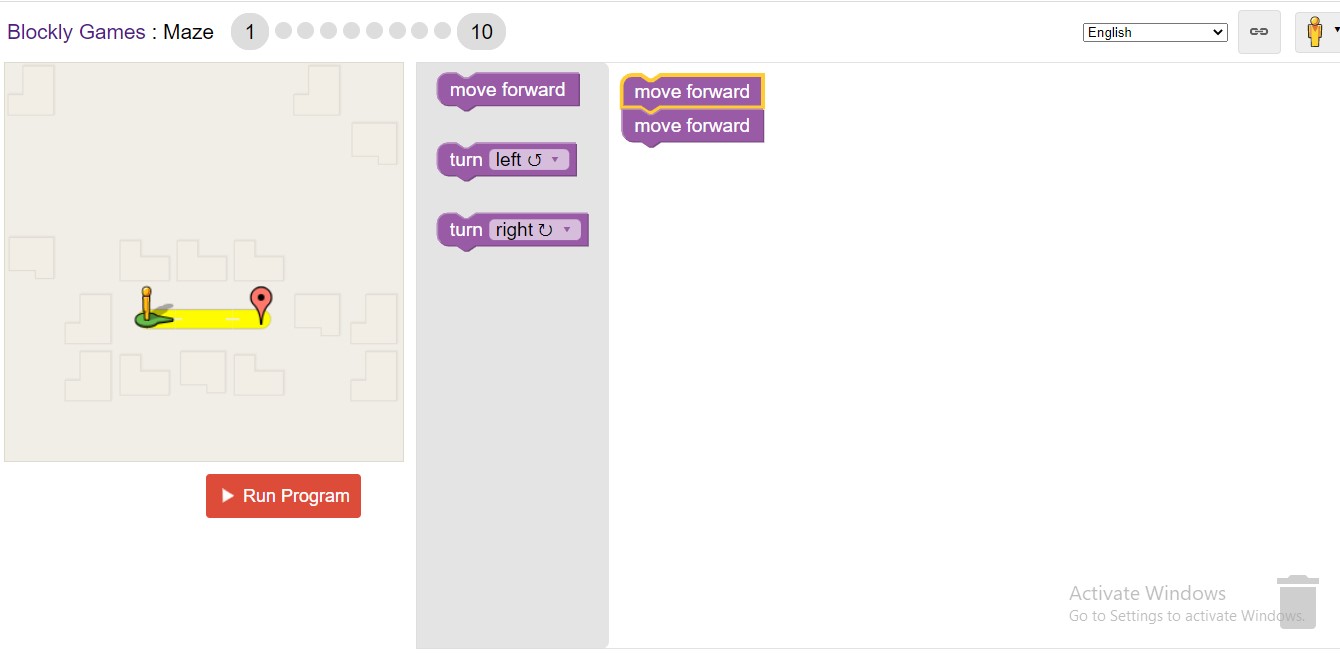 Blockly Games : Maze 1 10
English
move forward
turn left ↺
turn right ↻
move forward
move forward
Run Program
Activate Windows
Go to Settings to activate Windows.